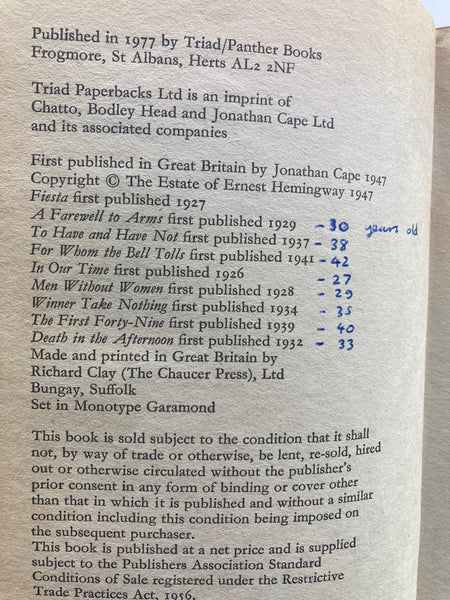 Published in 1977 by Triad/Panther Books
Frogmore, St Albans, Herts AL2 2NF
Triad Paperbacks Ltd is an imprint of
Chatto, Bodley Head and Jonathan Cape Ltd
and its associated companies
First published in Great Britain by Jonathan Cape 1947
Copyright © The Estate of Ernest Hemingway 1947
Fiesta first published 1927
A Farewell to Arms first published 1929 - 30 years old
To Have and Have Not first published 1937 - 38
For Whom the Bell Tolls first published 1941 - 42
In Our Time first published 1926 - 27
Men Without Women first published 1928 - 29
Winner Take Nothing first published 1934 - 35
The First Forty-Nine first published 1939 - 40
Death in the Afternoon first published 1932 - 33
Made and printed in Great Britain by
Richard Clay (The Chaucer Press), Ltd
Bungay, Suffolk
Set in Monotype Garamond
This book is sold subject to the condition that it shall
not, by way of trade or otherwise, be lent, re-sold, hired
out or otherwise circulated without the publisher's
prior consent in any form of binding or cover other
than that in which it is published and without a similar
condition including this condition being imposed on
the subsequent purchaser.
This book is published at a net price and is supplied
subject to the Publishers Association Standard
Conditions of Sale registered under the Restrictive
Trade Practices Act, 1956.